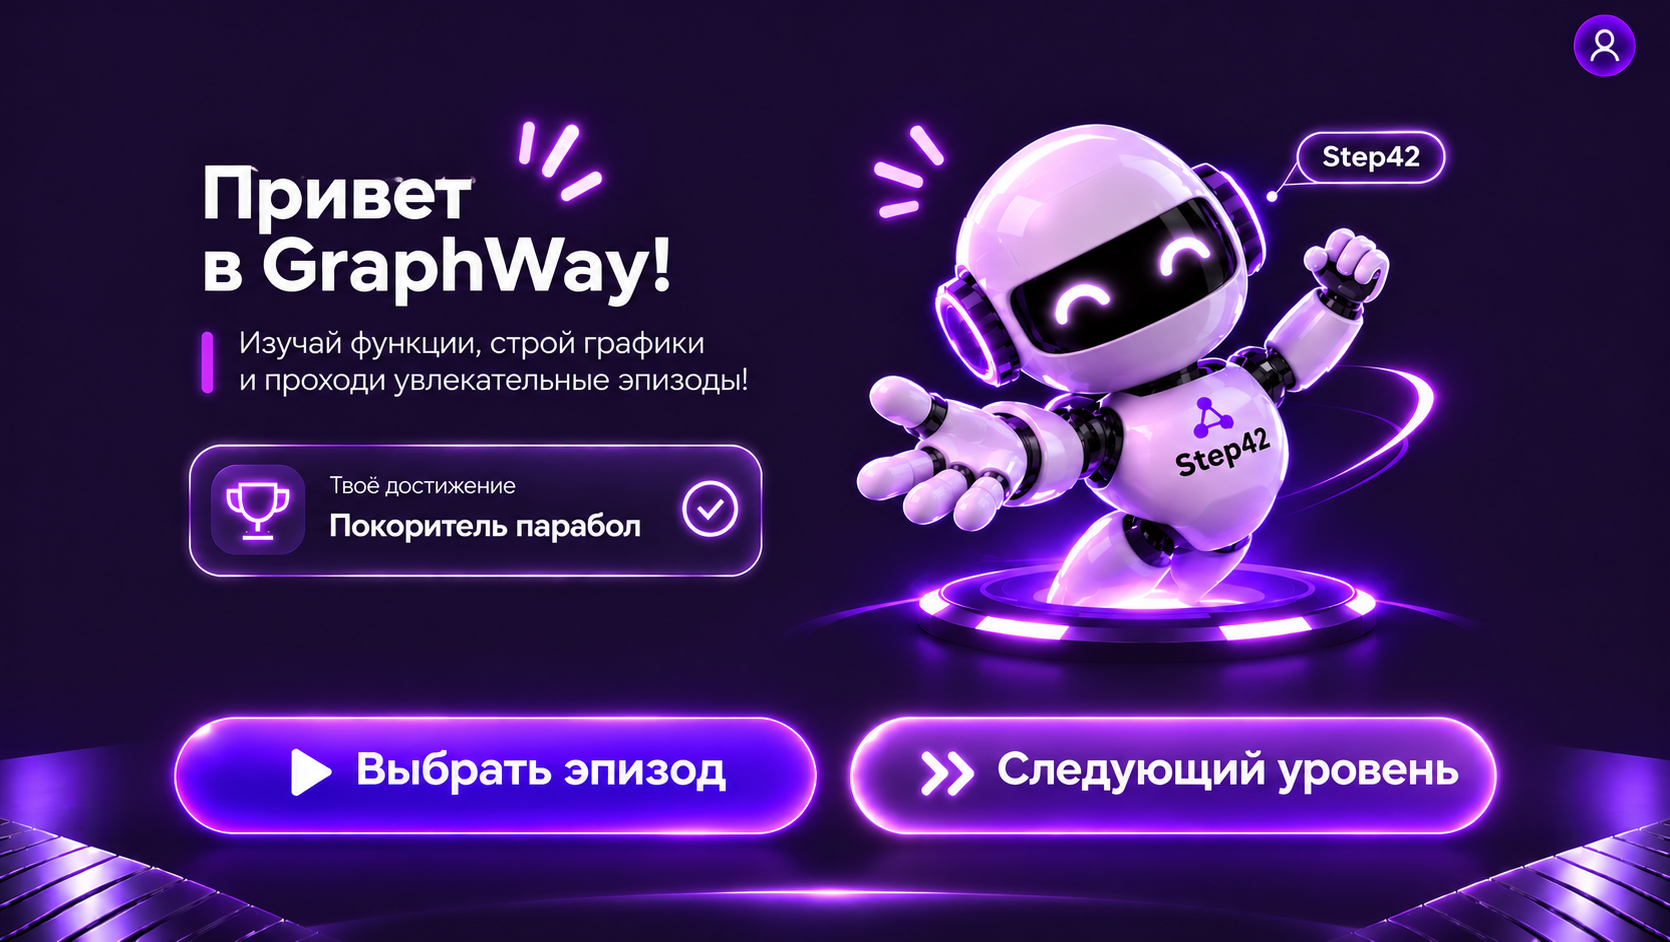 Привет
в GraphWay!
Изучай функции, строй графики
и проходи увлекательные эпизоды!
Твоё достижение
Покоритель парабол
Step42
Step42
Выбрать эпизод
Следующий уровень